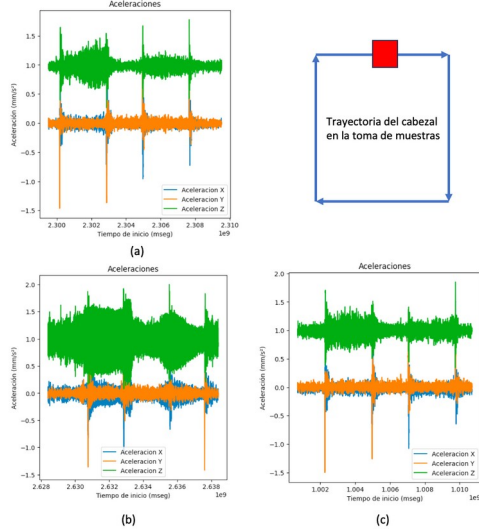 Aceleraciones
Aceleración (mm/s²)
2.0
1.5
1.0
0.5
0.0
−0.5
−1.0
−1.5
2.300 2.302 2.304 2.306 2.308 2.310
1e9
Tiempo de inicio (mseg)
Aceleracion X
Aceleracion Y
Aceleracion Z
(a)
Trayectoria del cabezal
en la toma de muestras
Aceleraciones
Aceleración (mm/s²)
2.0
1.5
1.0
0.5
0.0
−0.5
−1.0
−1.5
2.628 2.630 2.632 2.634 2.636 2.638
1e9
Tiempo de inicio (mseg)
Aceleracion X
Aceleracion Y
Aceleracion Z
(b)
Aceleraciones
Aceleración (mm/s²)
2.0
1.5
1.0
0.5
0.0
−0.5
−1.0
−1.5
1.002 1.004 1.006 1.008 1.010
1e9
Tiempo de inicio (mseg)
Aceleracion X
Aceleracion Y
Aceleracion Z
(c)